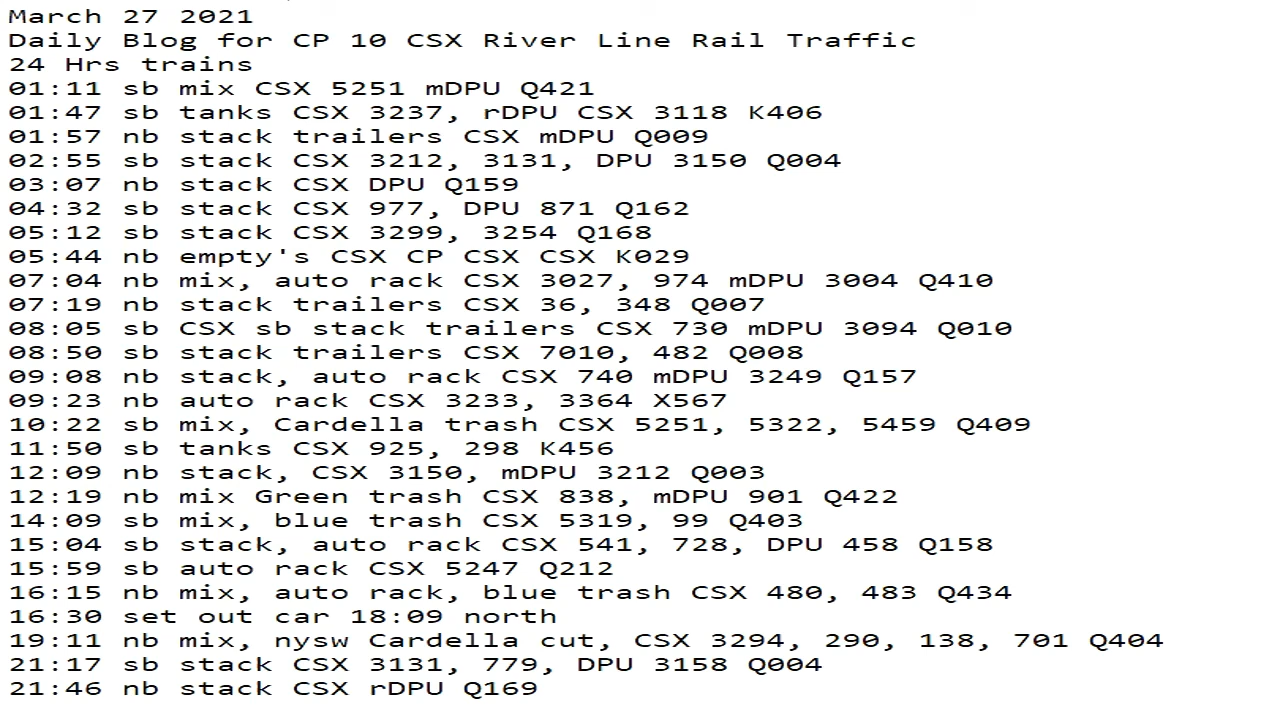 March 27 2021
Daily Blog for CP 10 CSX River Line Rail Traffic
24 Hrs trains
01:11 sb mix CSX 5251 mDPU Q421
01:47 sb tanks CSX 3237, rDPU CSX 3118 K406
01:57 nb stack trailers CSX mDPU Q009
02:55 sb stack CSX 3212, 3131, DPU 3150 Q004
03:07 nb stack CSX DPU Q159
04:32 sb stack CSX 977, DPU 871 Q162
05:12 sb stack CSX 3299, 3254 Q168
05:44 nb empty's CSX CP CSX CSX K029
07:04 nb mix, auto rack CSX 3027, 974 mDPU 3004 Q410
07:19 nb stack trailers CSX 36, 348 Q007
08:05 sb CSX sb stack trailers CSX 730 mDPU 3094 Q010
08:50 sb stack trailers CSX 7010, 482 Q008
09:08 nb stack, auto rack CSX 740 mDPU 3249 Q157
09:23 nb auto rack CSX 3233, 3364 X567
10:22 sb mix, Cardella trash CSX 5251, 5322, 5459 Q409
11:50 sb tanks CSX 925, 298 K456
12:09 nb stack, CSX 3150, mDPU 3212 Q003
12:19 nb mix Green trash CSX 838, mDPU 901 Q422
14:09 sb mix, blue trash CSX 5319, 99 Q403
15:04 sb stack, auto rack CSX 541, 728, DPU 458 Q158
15:59 sb auto rack CSX 5247 Q212
16:15 nb mix, auto rack, blue trash CSX 480, 483 Q434
16:30 set out car 18:09 north
19:11 nb mix, nysw Cardella cut, CSX 3294, 290, 138, 701 Q404
21:17 sb stack CSX 3131, 779, DPU 3158 Q004
21:46 nb stack CSX rDPU Q169